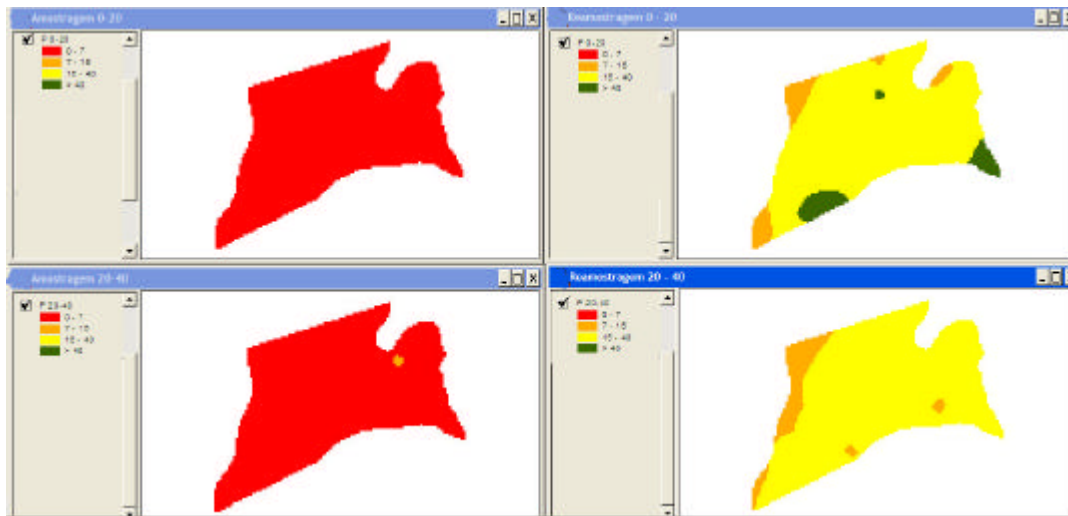 Amostragem 0-20
P 0-20
0 - 7
7 - 15
15 - 40
> 40
Reamostragem 0 - 20
P 0-20
0 - 7
7 - 15
15 - 40
> 40
Amostragem 20-40
P 20-40
0 - 7
7 - 15
15 - 40
> 40
Reamostragem 20 - 40
P 20-40
0 - 7
7 - 15
15 - 40
> 40